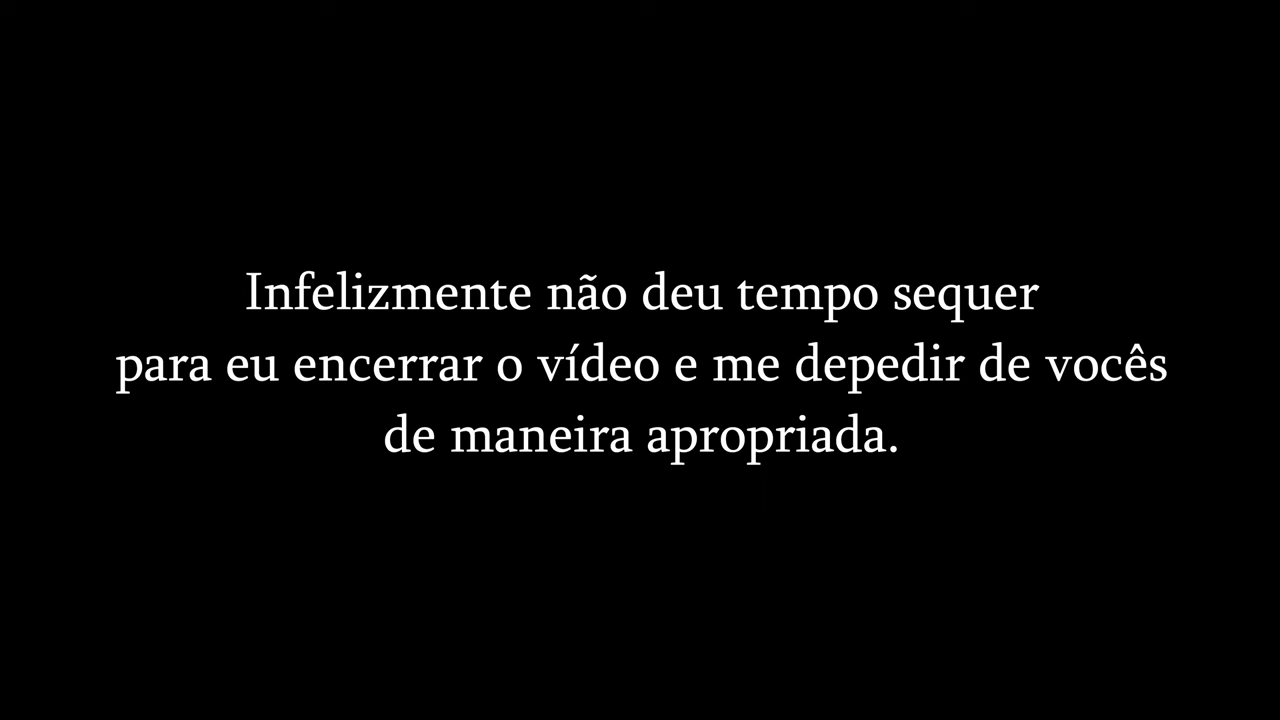 Infelizmente não deu tempo sequer
para eu encerrar o vídeo e me depedir de vocês
de maneira apropriada.